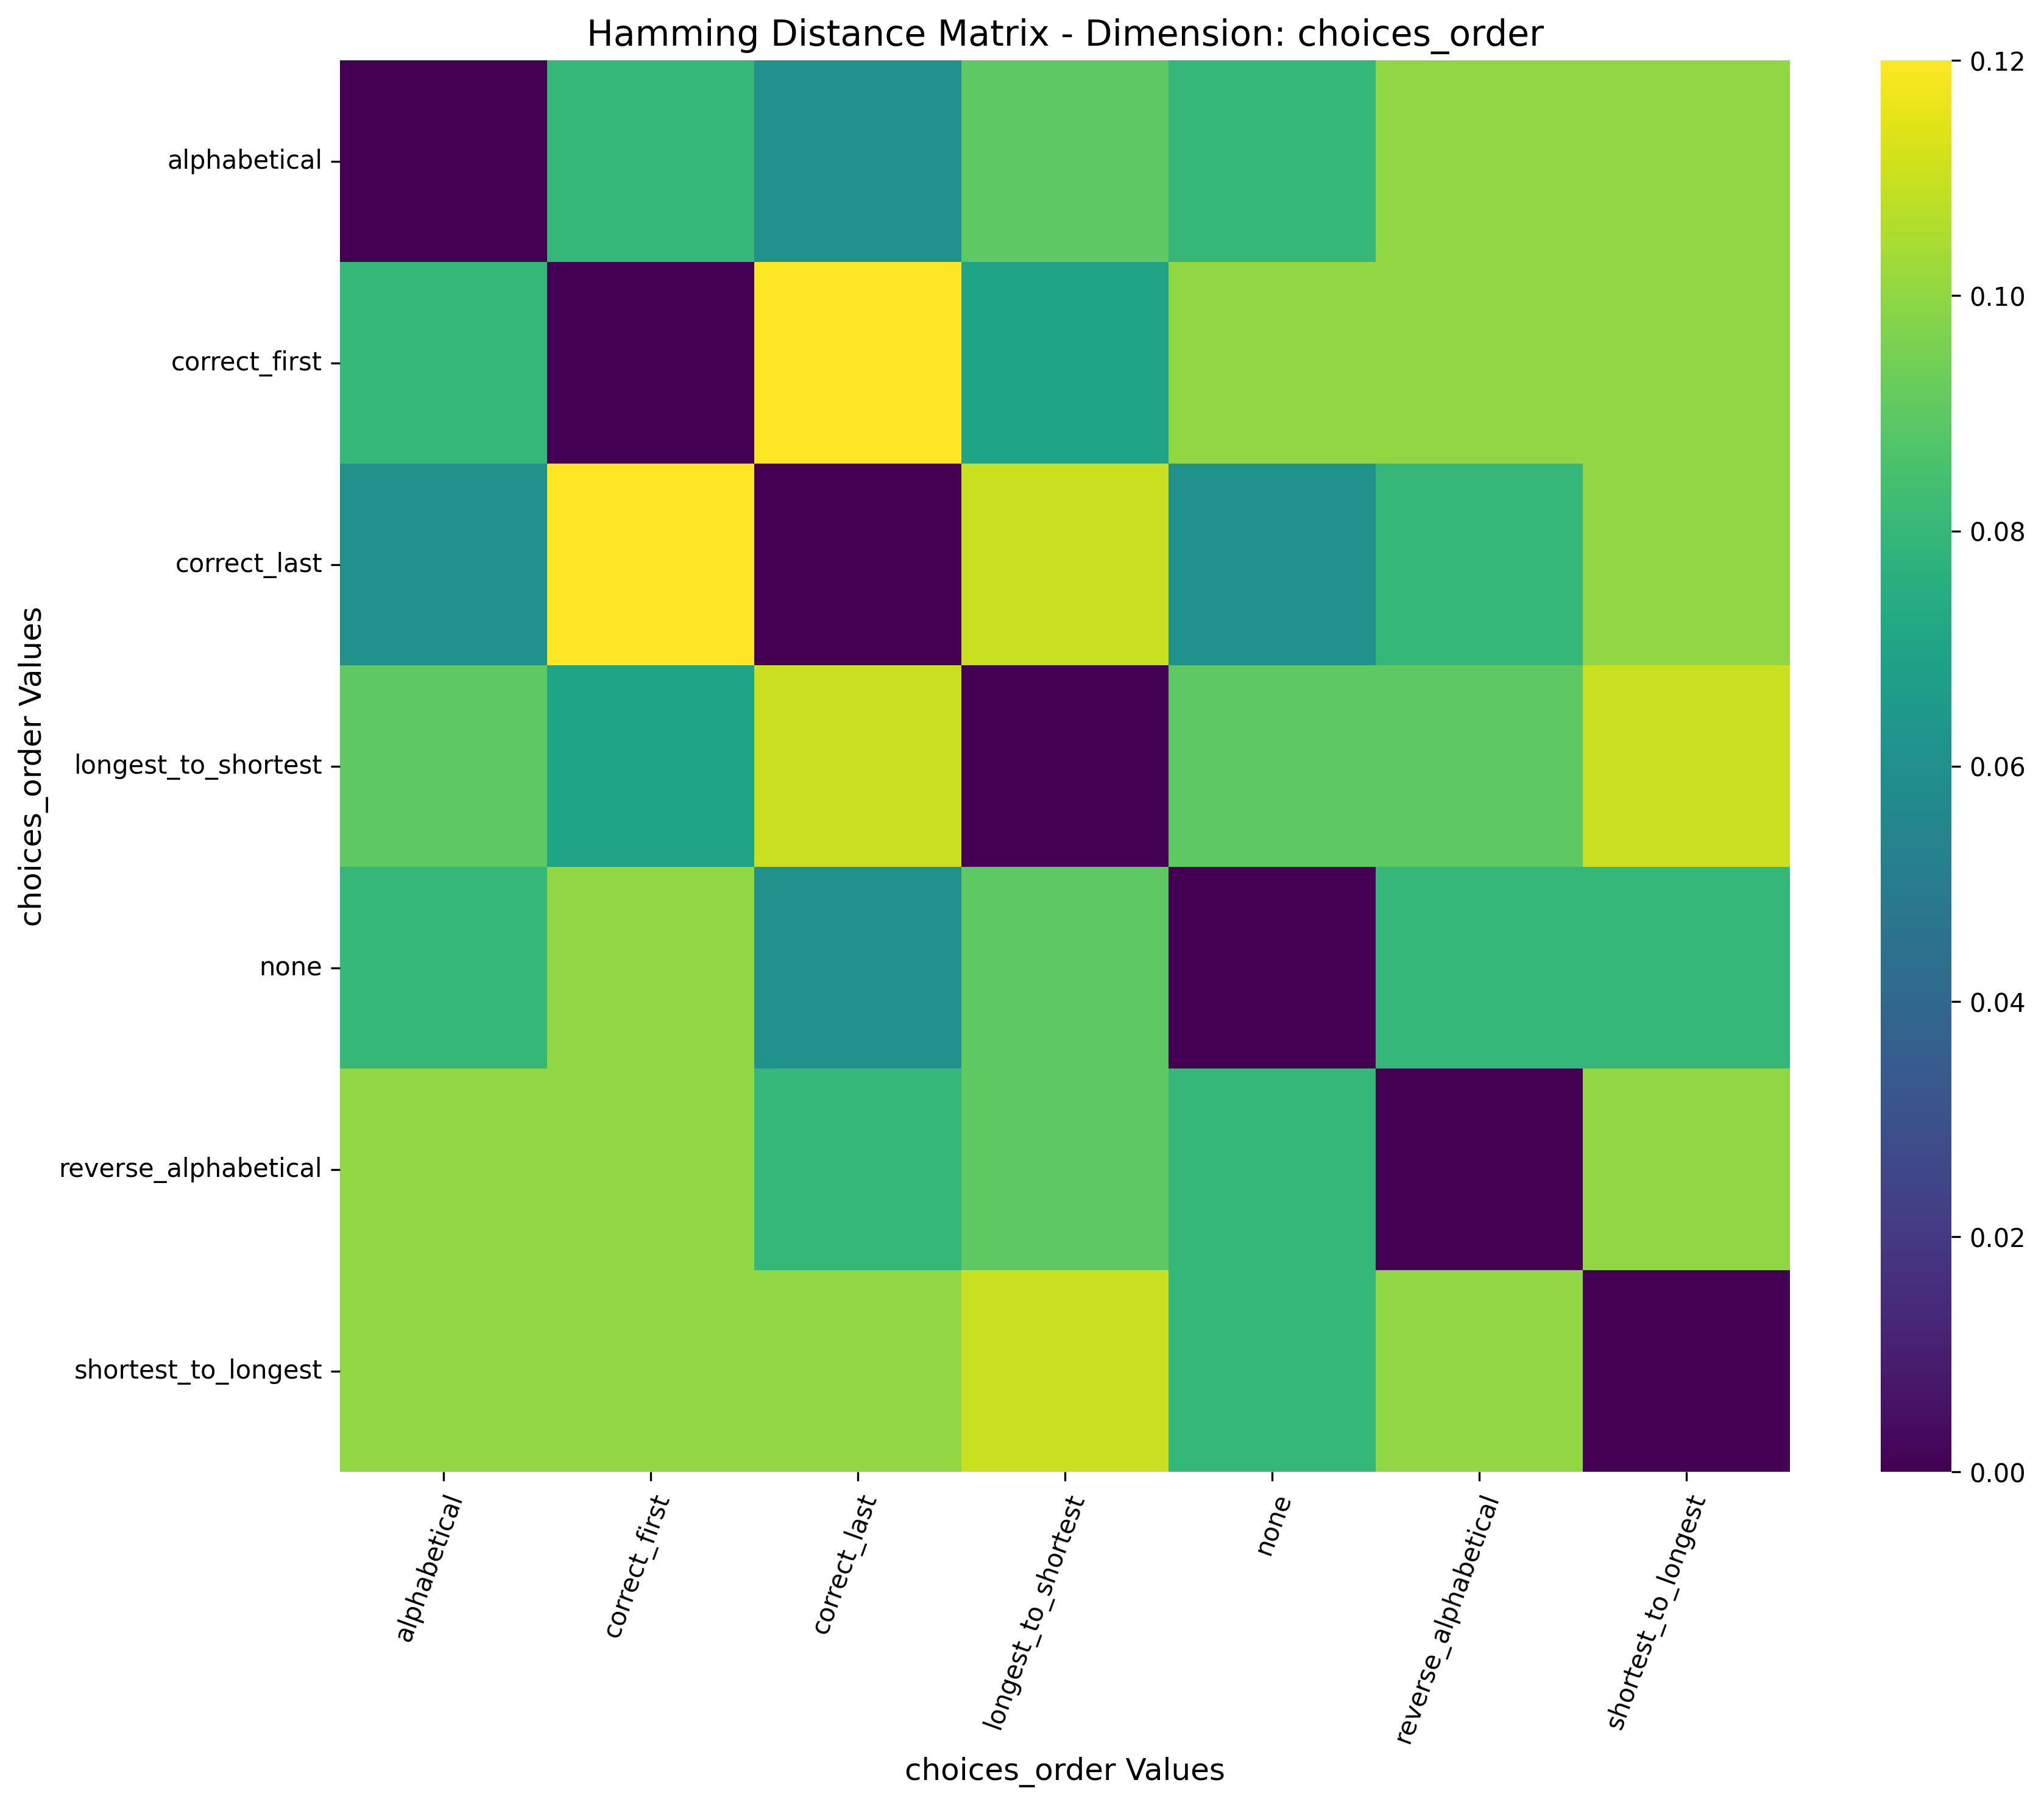 Hamming Distance Matrix - Dimension: choices_order
choices_order Values
alphabetical
correct_first
correct_last
longest_to_shortest
none
reverse_alphabetical
shortest_to_longest
0.12
0.10
0.08
0.06
0.04
0.02
0.00
alphabetical
correct_first
correct_last
longest_to_shortest
none
reverse_alphabetical
shortest_to_longest
choices_order Values